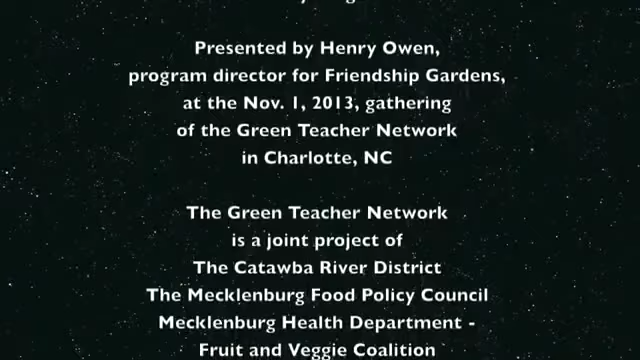 Presented by Henry Owen,
program director for Friendship Gardens,
at the Nov. 1, 2013, gathering
of the Green Teacher Network
in Charlotte, NC
The Green Teacher Network
is a joint project of
The Catawba River District
The Mecklenburg Food Policy Council
Mecklenburg Health Department -
Fruit and Veggie Coalition